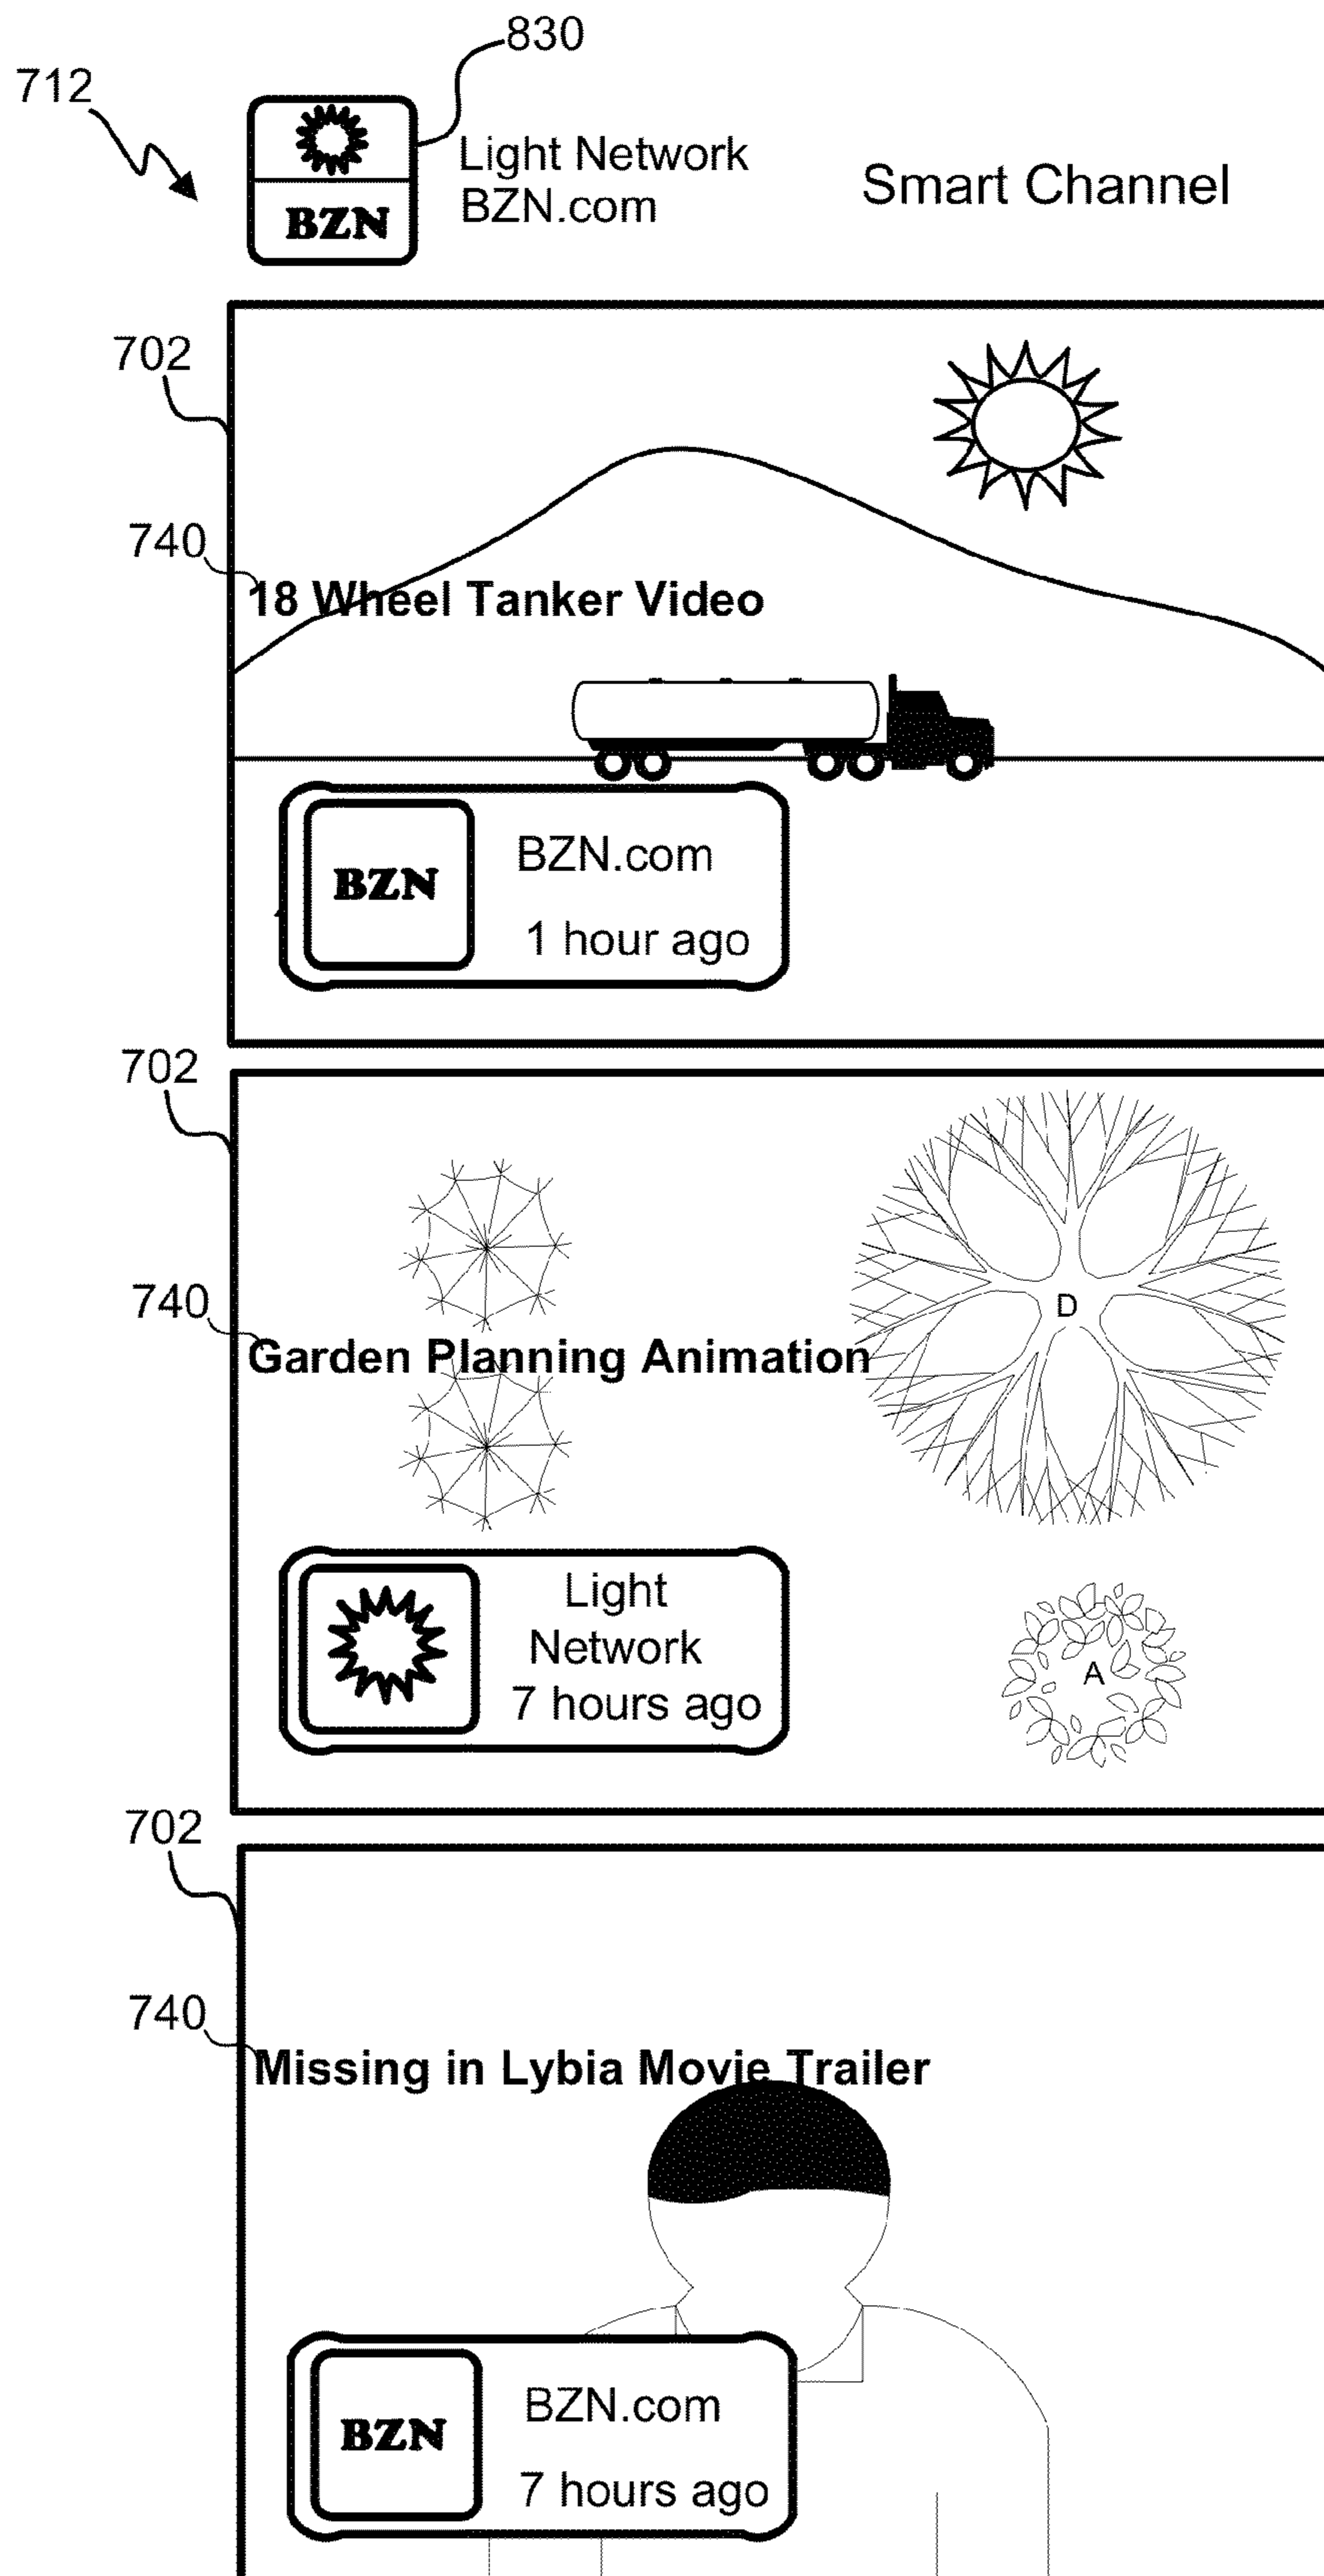 830
712
Light Network
BZN.com
BZN
Smart Channel
702
740
18 Wheel Tanker Video
BZN
BZN.com
1 hour ago
702
D
740
Garden Planning Animation
Light
Network
7 hours ago
A
702
740
Missing in Lybia Movie Trailer
BZN
BZN.com
7 hours ago